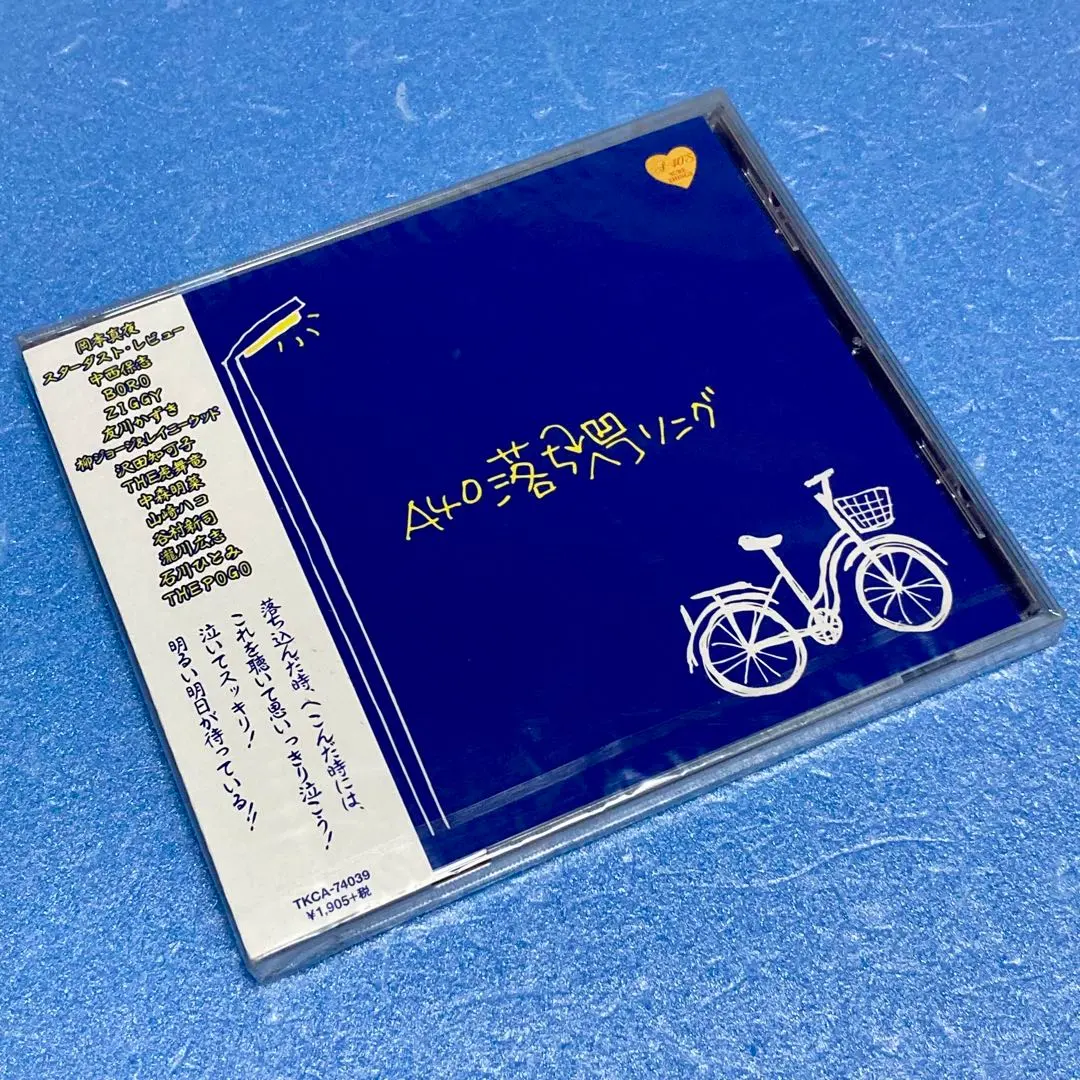 岡本真夜
スターダスト・レビュー
中西保志
BORO
ZIGGY
友川かずき
柳ジョージ&レイニーウッド
沢田知可子
THE虎舞竜
中森明菜
山崎ハコ
谷村新司
瀧川広志
石川ひとみ
THE POGO
落ち込んだ時、へこんだ時には、
これを聴いて思いっきり泣こう!
泣いてスッキリ!
明るい明日が待っている!!
TKCA-74039
¥1,905+税
A40落ち凹ソング